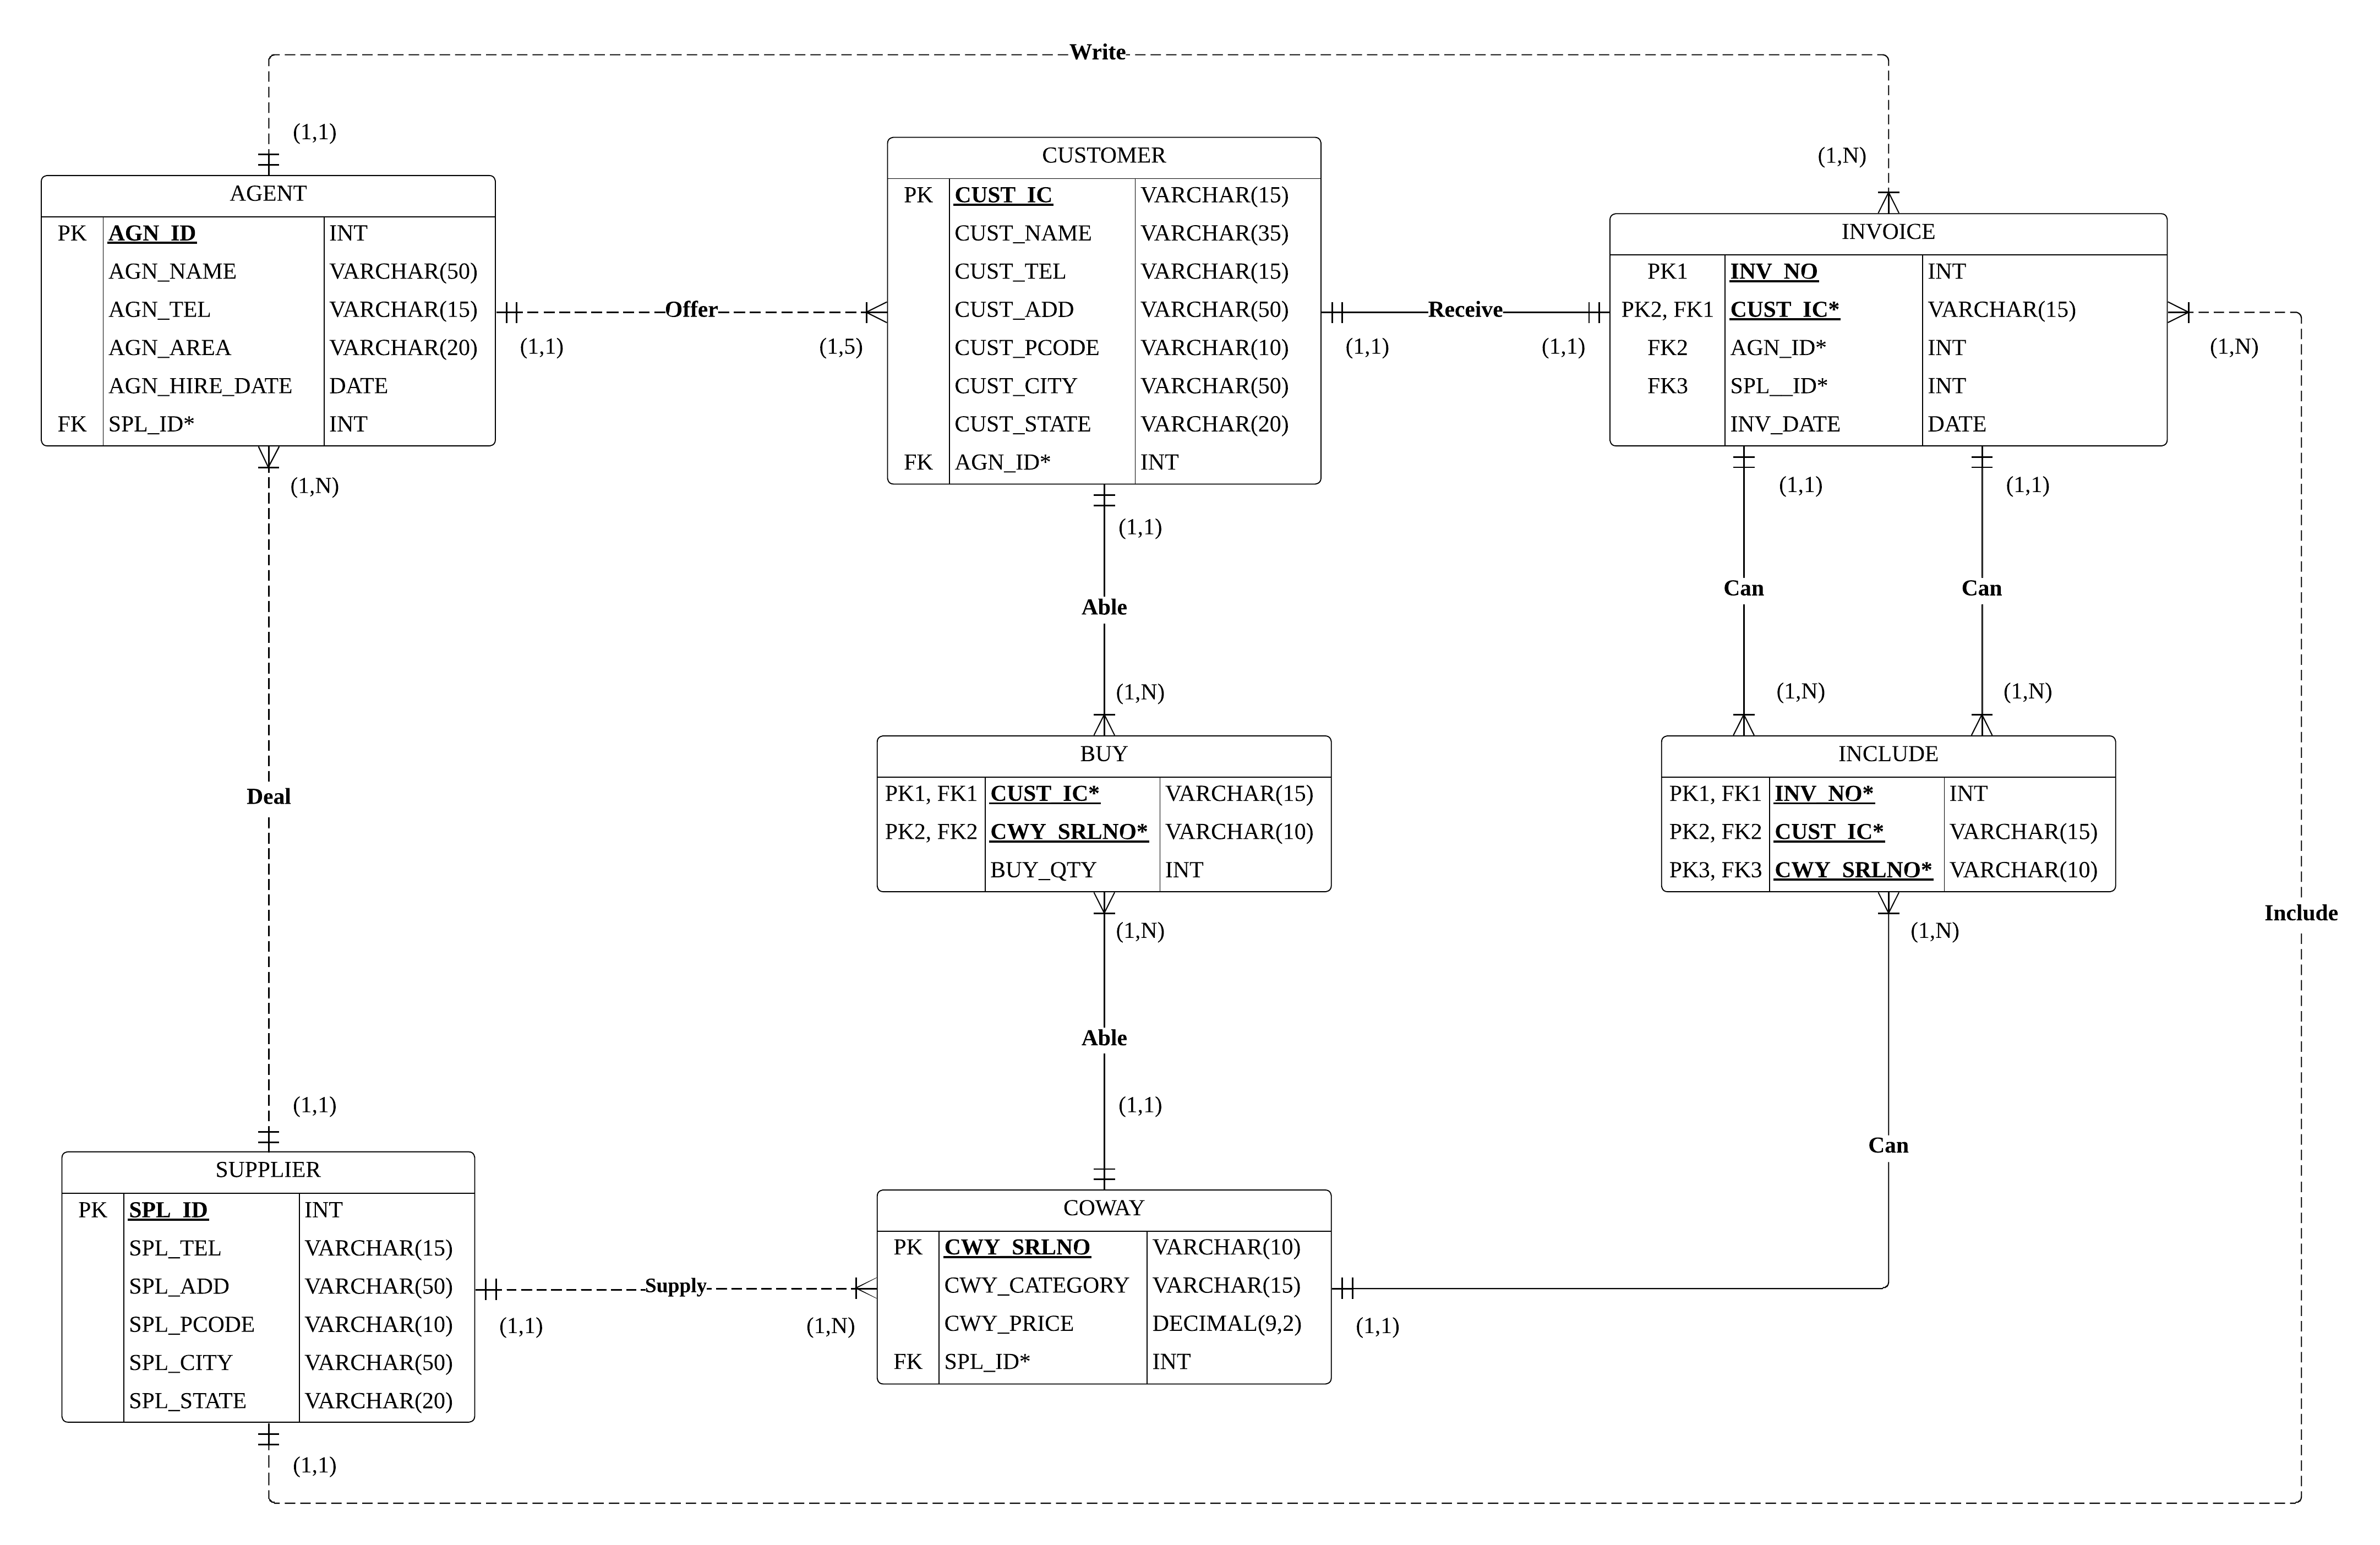 Write
(1,1)
(1,N)
AGENT
PK AGN_ID INT
AGN_NAME VARCHAR(50)
AGN_TEL VARCHAR(15)
AGN_AREA VARCHAR(20)
AGN_HIRE_DATE DATE
FK SPL_ID* INT
Offer
(1,1)
(1,5)
CUSTOMER
PK CUST_IC VARCHAR(15)
CUST_NAME VARCHAR(35)
CUST_TEL VARCHAR(15)
CUST_ADD VARCHAR(50)
CUST_PCODE VARCHAR(10)
CUST_CITY VARCHAR(50)
CUST_STATE VARCHAR(20)
FK AGN_ID* INT
Receive
(1,1)
(1,1)
INVOICE
PK1 INV_NO INT
PK2, FK1 CUST_IC* VARCHAR(15)
FK2 AGN_ID* INT
FK3 SPL__ID* INT
INV_DATE DATE
(1,N)
(1,N)
(1,1)
(1,1)
(1,1)
Able
Can
Can
(1,N)
(1,N)
(1,N)
Deal
BUY
PK1, FK1 CUST_IC* VARCHAR(15)
PK2, FK2 CWY_SRLNO* VARCHAR(10)
BUY_QTY INT
INCLUDE
PK1, FK1 INV_NO* INT
PK2, FK2 CUST_IC* VARCHAR(15)
PK3, FK3 CWY_SRLNO* VARCHAR(10)
Include
(1,N)
(1,N)
Able
(1,1)
(1,1)
Can
SUPPLIER
PK SPL_ID INT
SPL_TEL VARCHAR(15)
SPL_ADD VARCHAR(50)
SPL_PCODE VARCHAR(10)
SPL_CITY VARCHAR(50)
SPL_STATE VARCHAR(20)
Supply
(1,1)
(1,N)
COWAY
PK CWY_SRLNO VARCHAR(10)
CWY_CATEGORY VARCHAR(15)
CWY_PRICE DECIMAL(9,2)
FK SPL_ID* INT
(1,1)
(1,1)